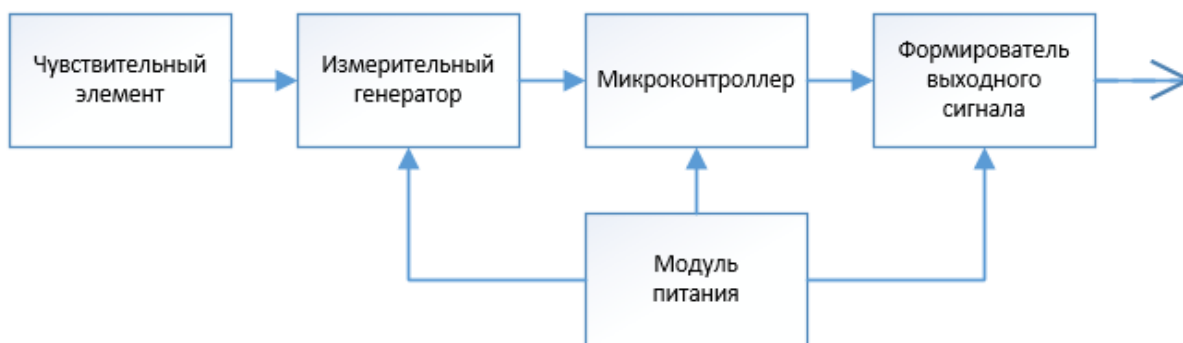 Чувствительный
элемент
Измерительный
генератор
Микроконтроллер
Формирователь
выходного
сигнала
Модуль
питания